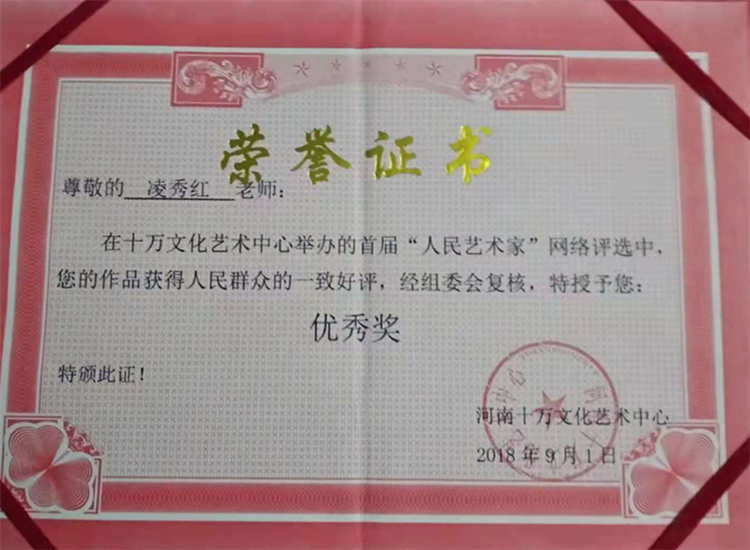 荣誉证书
尊敬的 凌秀红 老师：
在十万文化艺术中心举办的首届“人民艺术家”网络评选中，
您的作品获得人民群众的一致好评，经组委会复核，特授予您：
优秀奖
特颁此证！
河南十万文化艺术中心
2018年9月1日